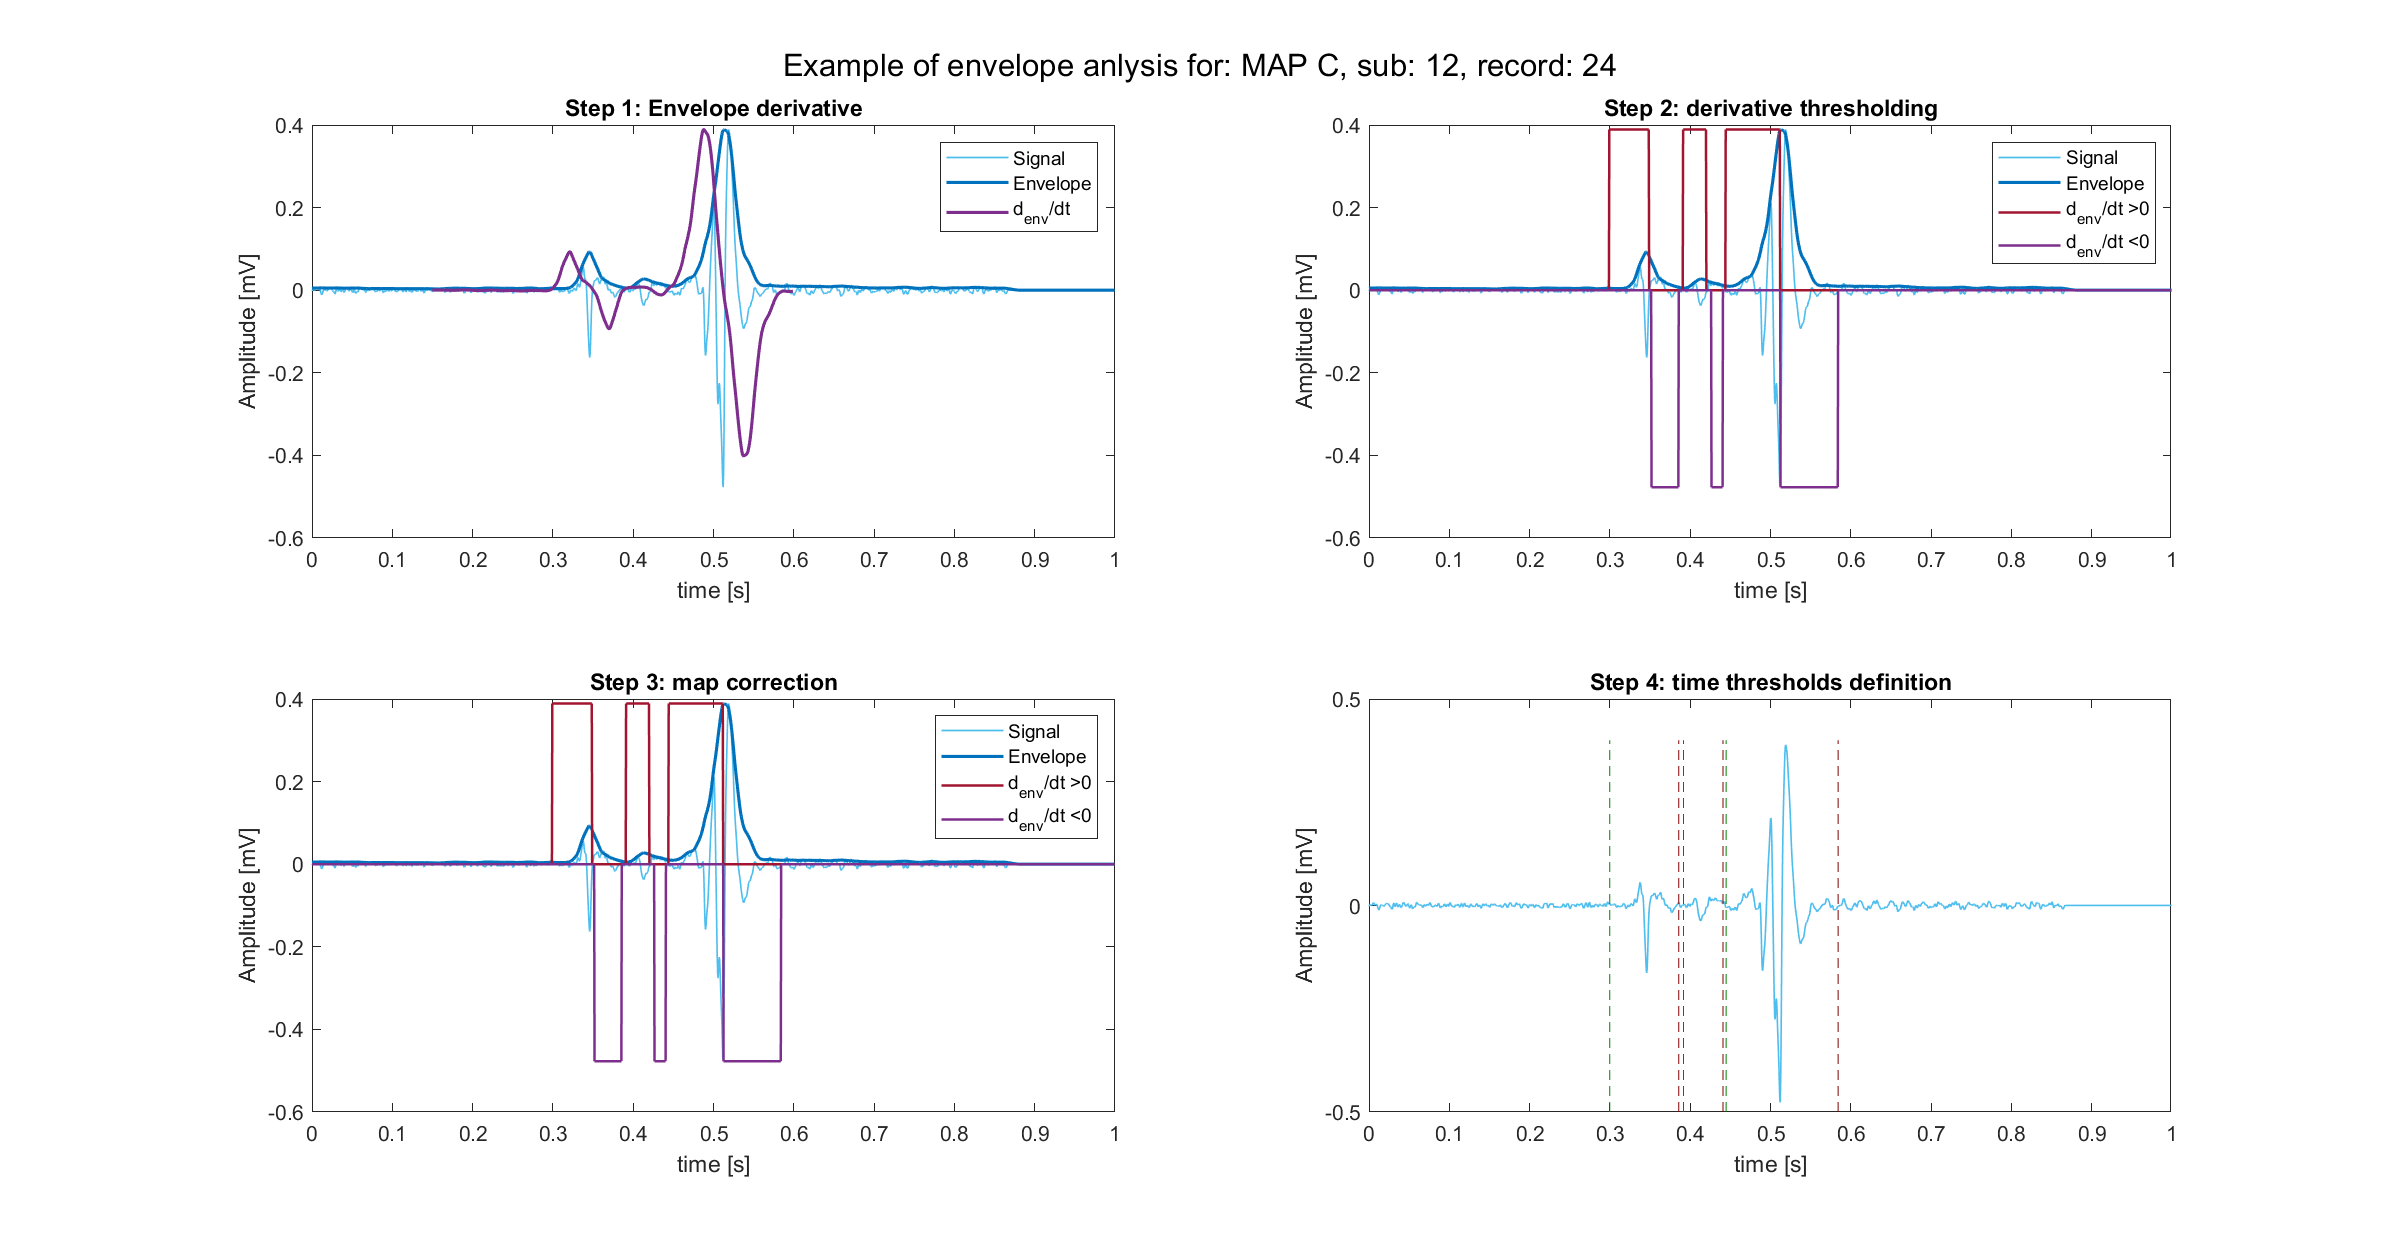 Example of envelope anlysis for: MAP C, sub: 12, record: 24
Step 1: Envelope derivative
0.4
0.2
0
-0.2
-0.4
-0.6
Amplitude [mV]
Signal
Envelope
d_env/dt
0 0.1 0.2 0.3 0.4 0.5 0.6 0.7 0.8 0.9 1
time [s]
Step 2: derivative thresholding
0.4
0.2
0
-0.2
-0.4
-0.6
Amplitude [mV]
Signal
Envelope
d_env/dt >0
d_env/dt <0
0 0.1 0.2 0.3 0.4 0.5 0.6 0.7 0.8 0.9 1
time [s]
Step 3: map correction
0.4
0.2
0
-0.2
-0.4
-0.6
Amplitude [mV]
Signal
Envelope
d_env/dt >0
d_env/dt <0
0 0.1 0.2 0.3 0.4 0.5 0.6 0.7 0.8 0.9 1
time [s]
Step 4: time thresholds definition
0.5
0
-0.5
Amplitude [mV]
0 0.1 0.2 0.3 0.4 0.5 0.6 0.7 0.8 0.9 1
time [s]